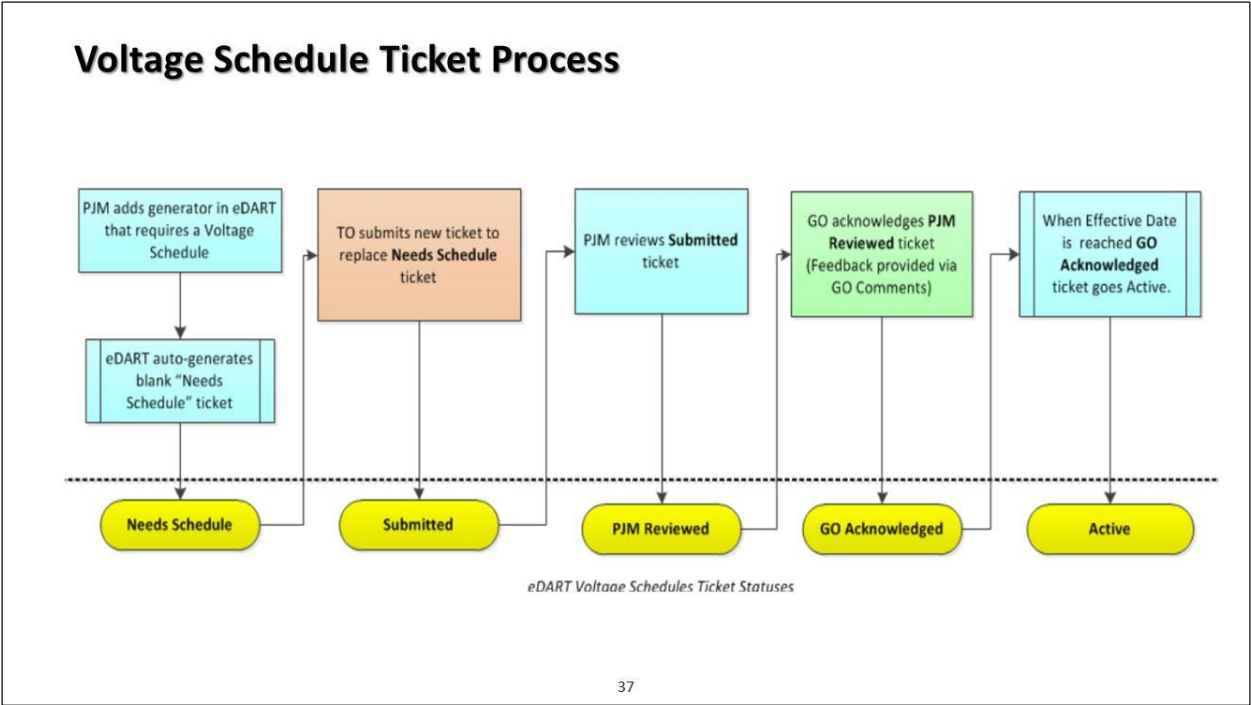 Voltage Schedule Ticket Process
PJM adds generator in eDART
that requires a Voltage
Schedule
eDART auto-generates
blank “Needs
Schedule” ticket
TO submits new ticket to
replace Needs Schedule
ticket
PJM reviews Submitted
ticket
GO acknowledges PJM
Reviewed ticket
(Feedback provided via
GO Comments)
When Effective Date
is reached GO
Acknowledged
ticket goes Active.
Needs Schedule
Submitted
PJM Reviewed
GO Acknowledged
Active
eDART Voltage Schedules Ticket Statuses
37